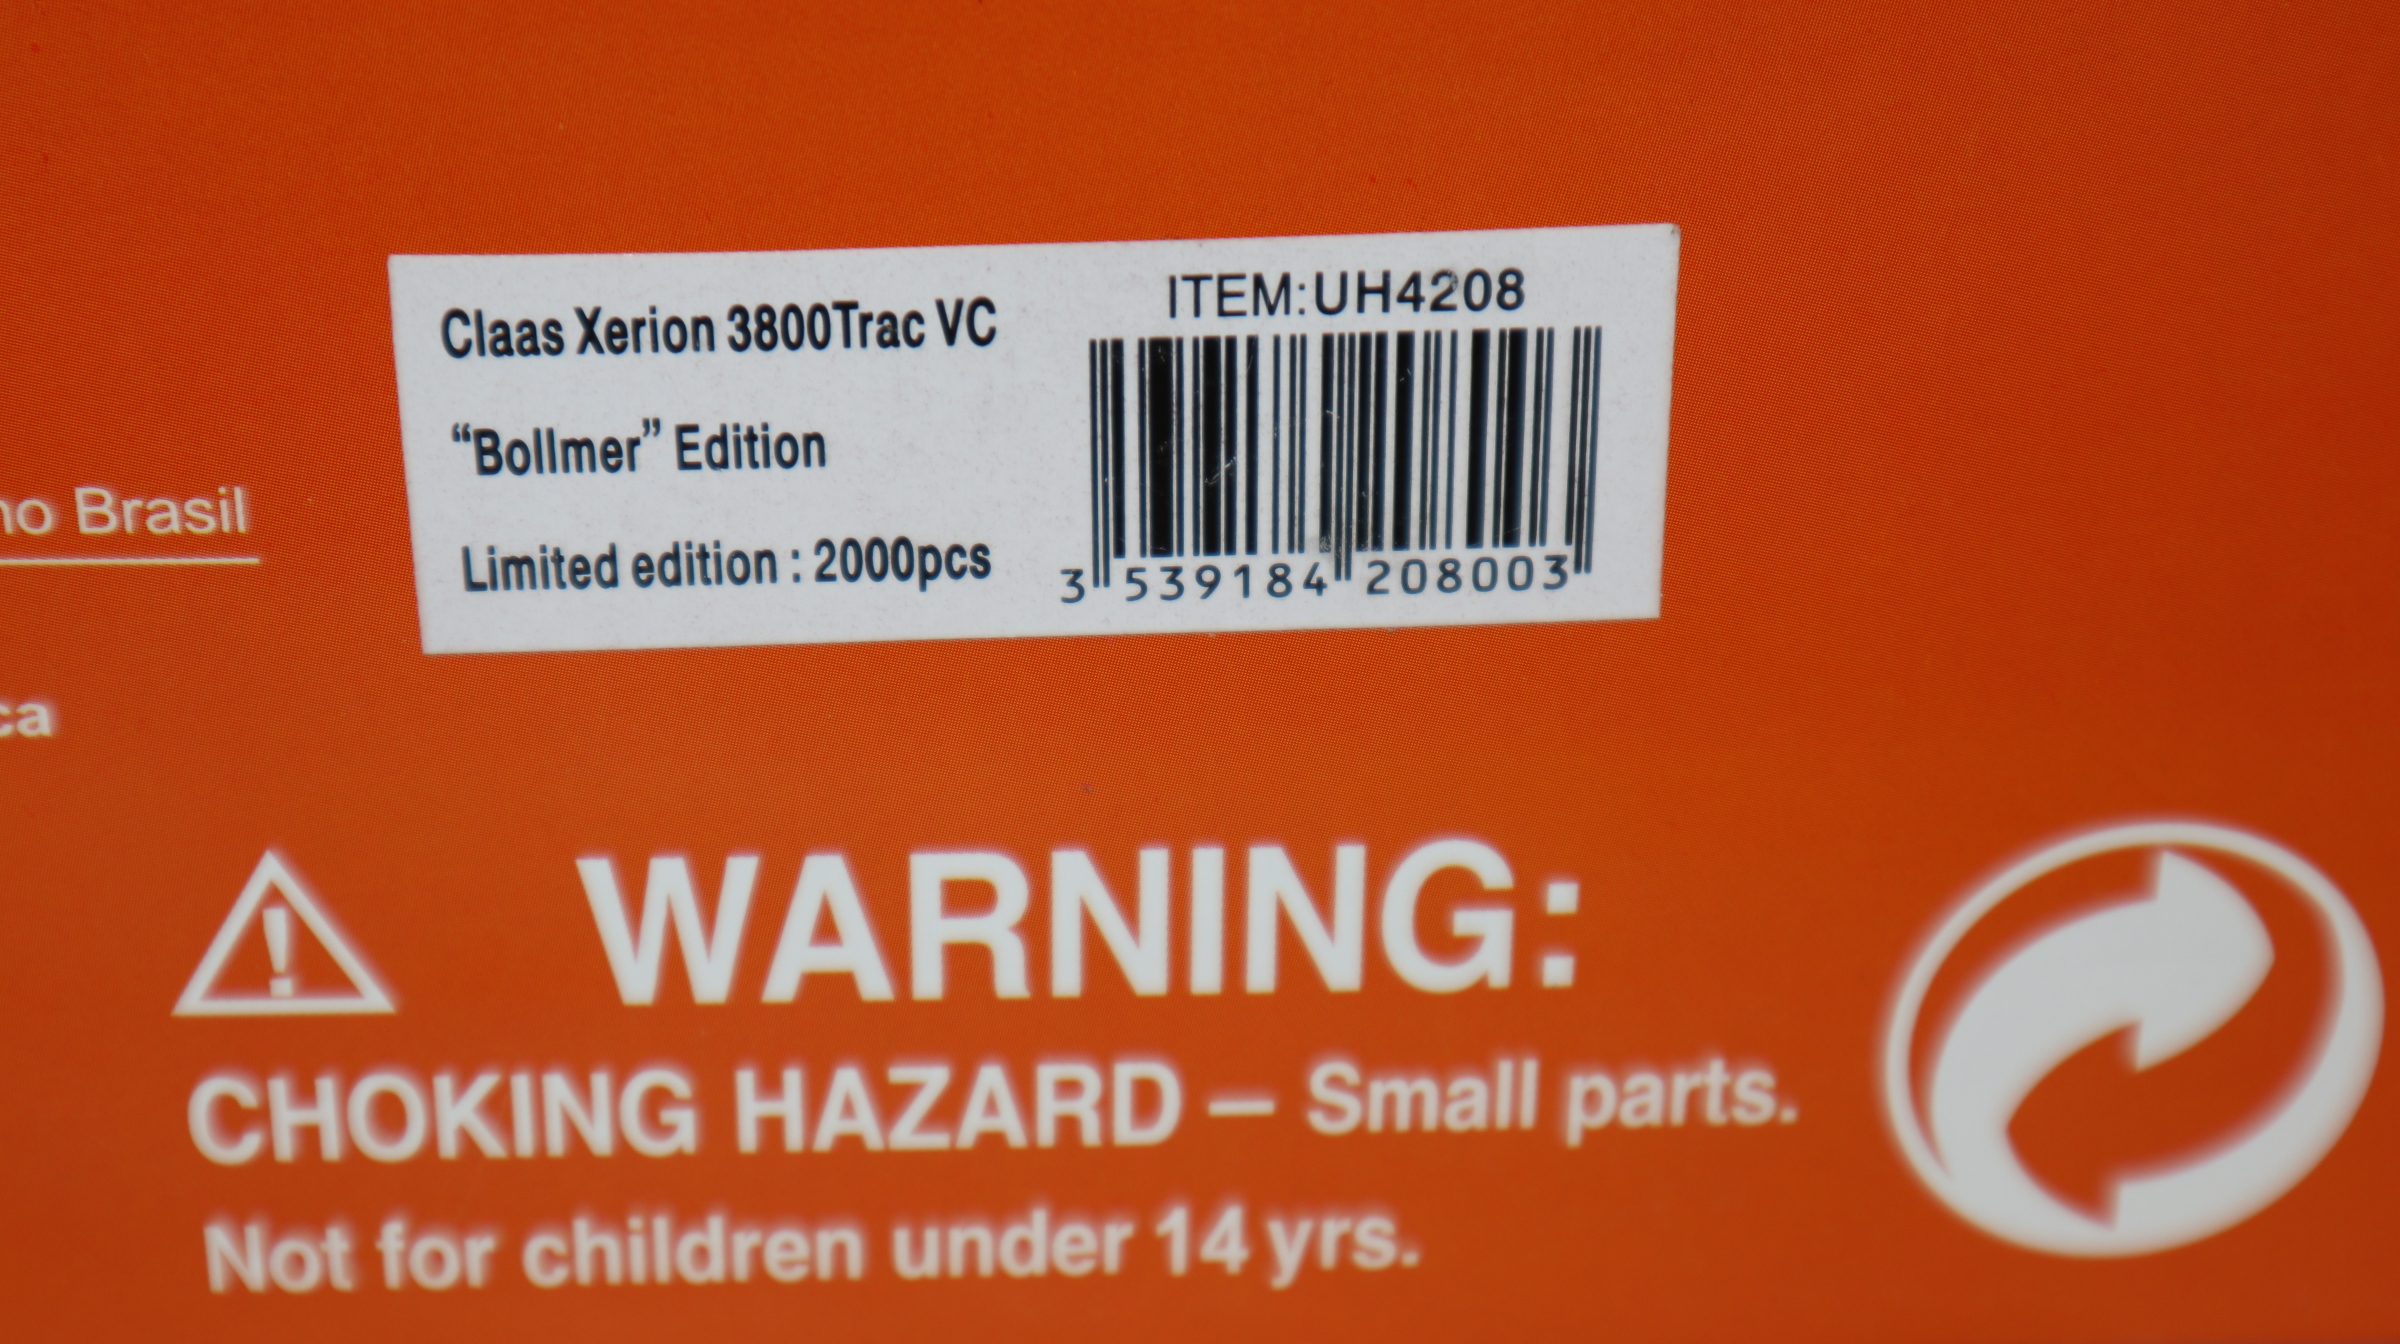 Claas Xerion 3800Trac VC
“Bollmer” Edition
Limited edition : 2000pcs
ITEM:UH4208
3 539184 208003
Brasil
WARNING:
CHOKING HAZARD – Small parts.
Not for children under 14 yrs.